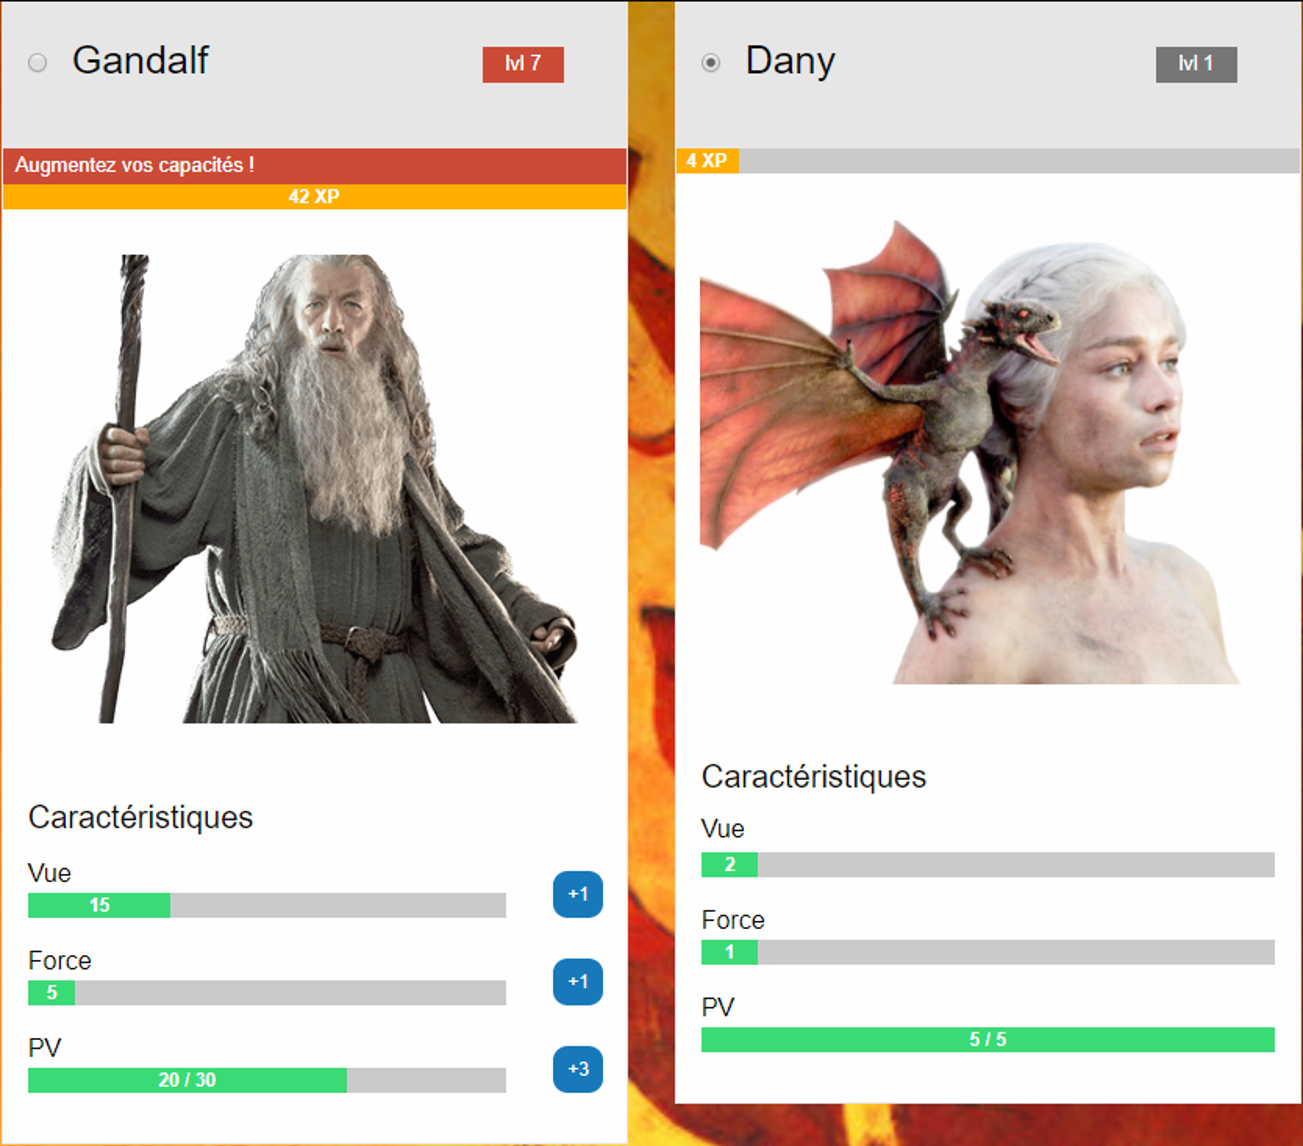 Gandalf
lvl 7
Augmentez vos capacités !
42 XP
Caractéristiques
Vue
15
+1
Force
5
+1
PV
20 / 30
+3
Dany
lvl 1
4 XP
Caractéristiques
Vue
2
Force
1
PV
5 / 5